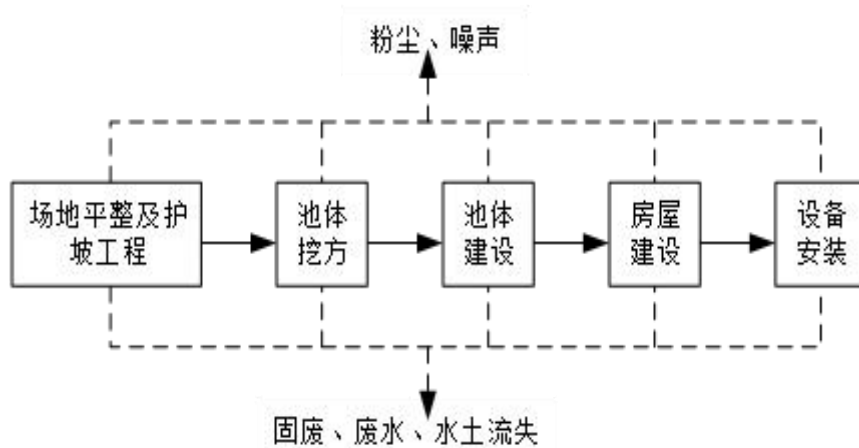 粉尘、噪声
场地平整及护
坡工程
池体
挖方
池体
建设
房屋
建设
设备
安装
固废、废水、水土流失